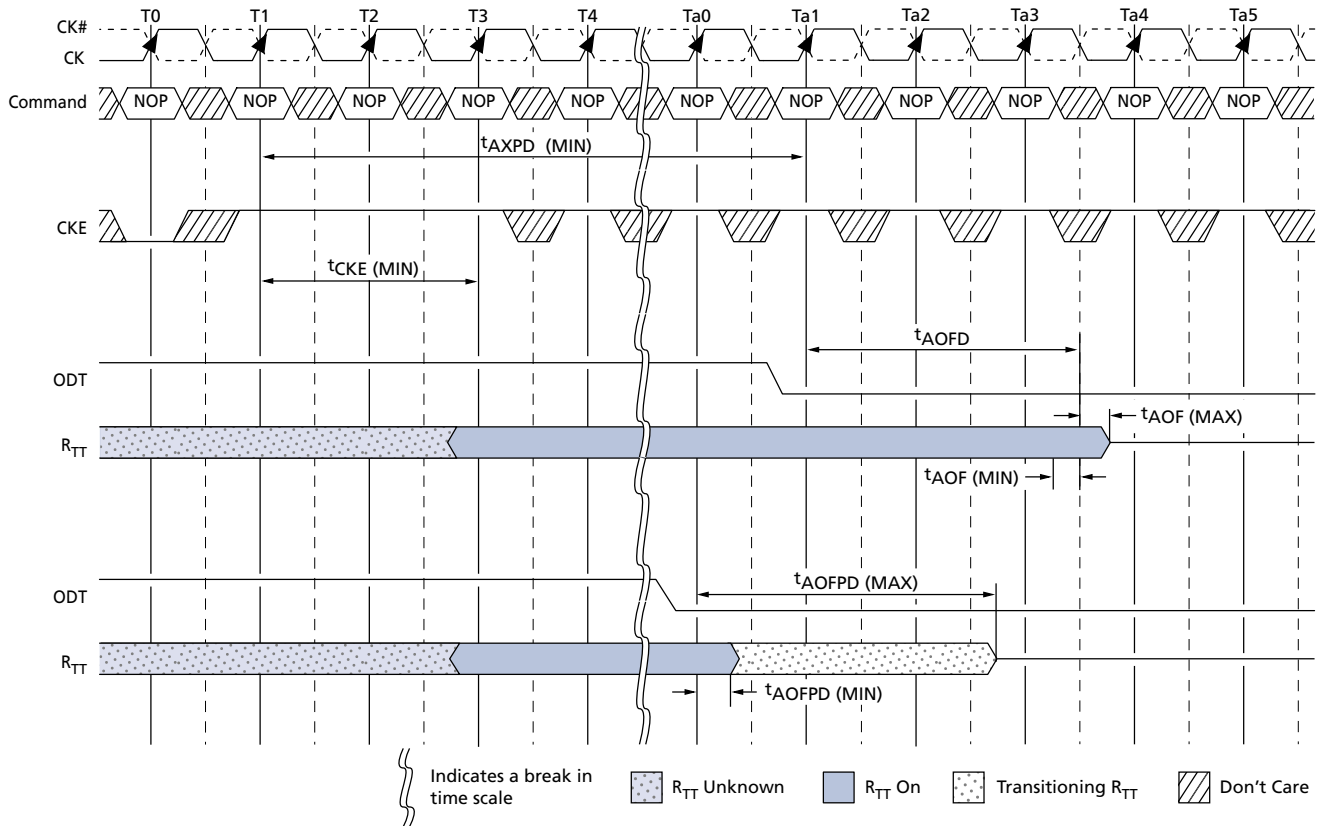 T0 T1 T2 T3 T4 Ta0 Ta1 Ta2 Ta3 Ta4 Ta5
CK#
CK
Command NOP NOP NOP NOP NOP NOP NOP NOP NOP NOP NOP
tAXPD (MIN)
CKE
tCKE (MIN)
tAOFD
ODT
tAOF (MAX)
RTT
tAOF (MIN)
tAOFPD (MAX)
ODT
RTT
tAOFPD (MIN)
Indicates a break in
time scale
RTT Unknown
RTT On
Transitioning RTT
Don't Care